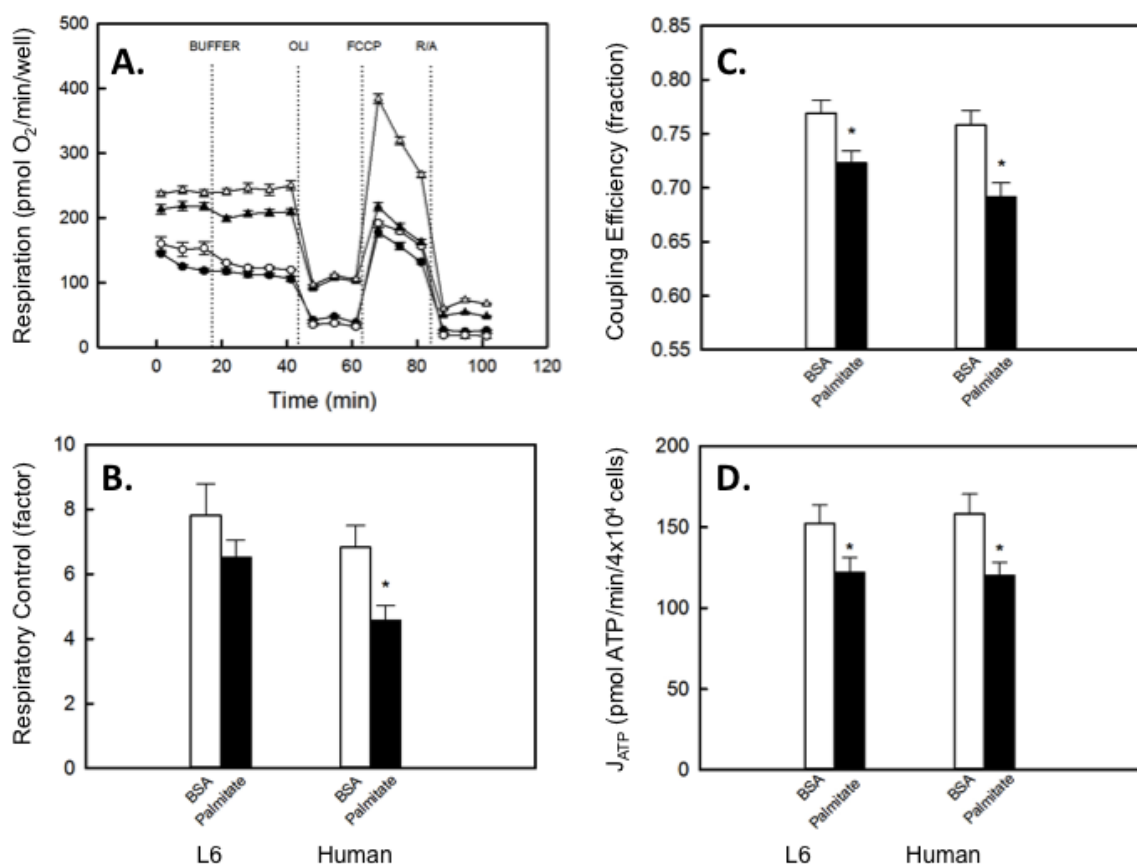 A.
Respiration (pmol O₂/min/well)
500
400
300
200
100
0
BUFFER OLI FCCP R/A
0 20 40 60 80 100 120
Time (min)
C.
Coupling Efficiency (fraction)
0.85
0.80
0.75
0.70
0.65
0.60
0.55
* *
BSA Palmitate BSA Palmitate
B.
Respiratory Control (factor)
10
8
6
4
2
0
*
BSA Palmitate BSA Palmitate
L6 Human
D.
J_ATP (pmol ATP/min/4x10⁴ cells)
200
150
100
50
0
* *
BSA Palmitate BSA Palmitate
L6 Human